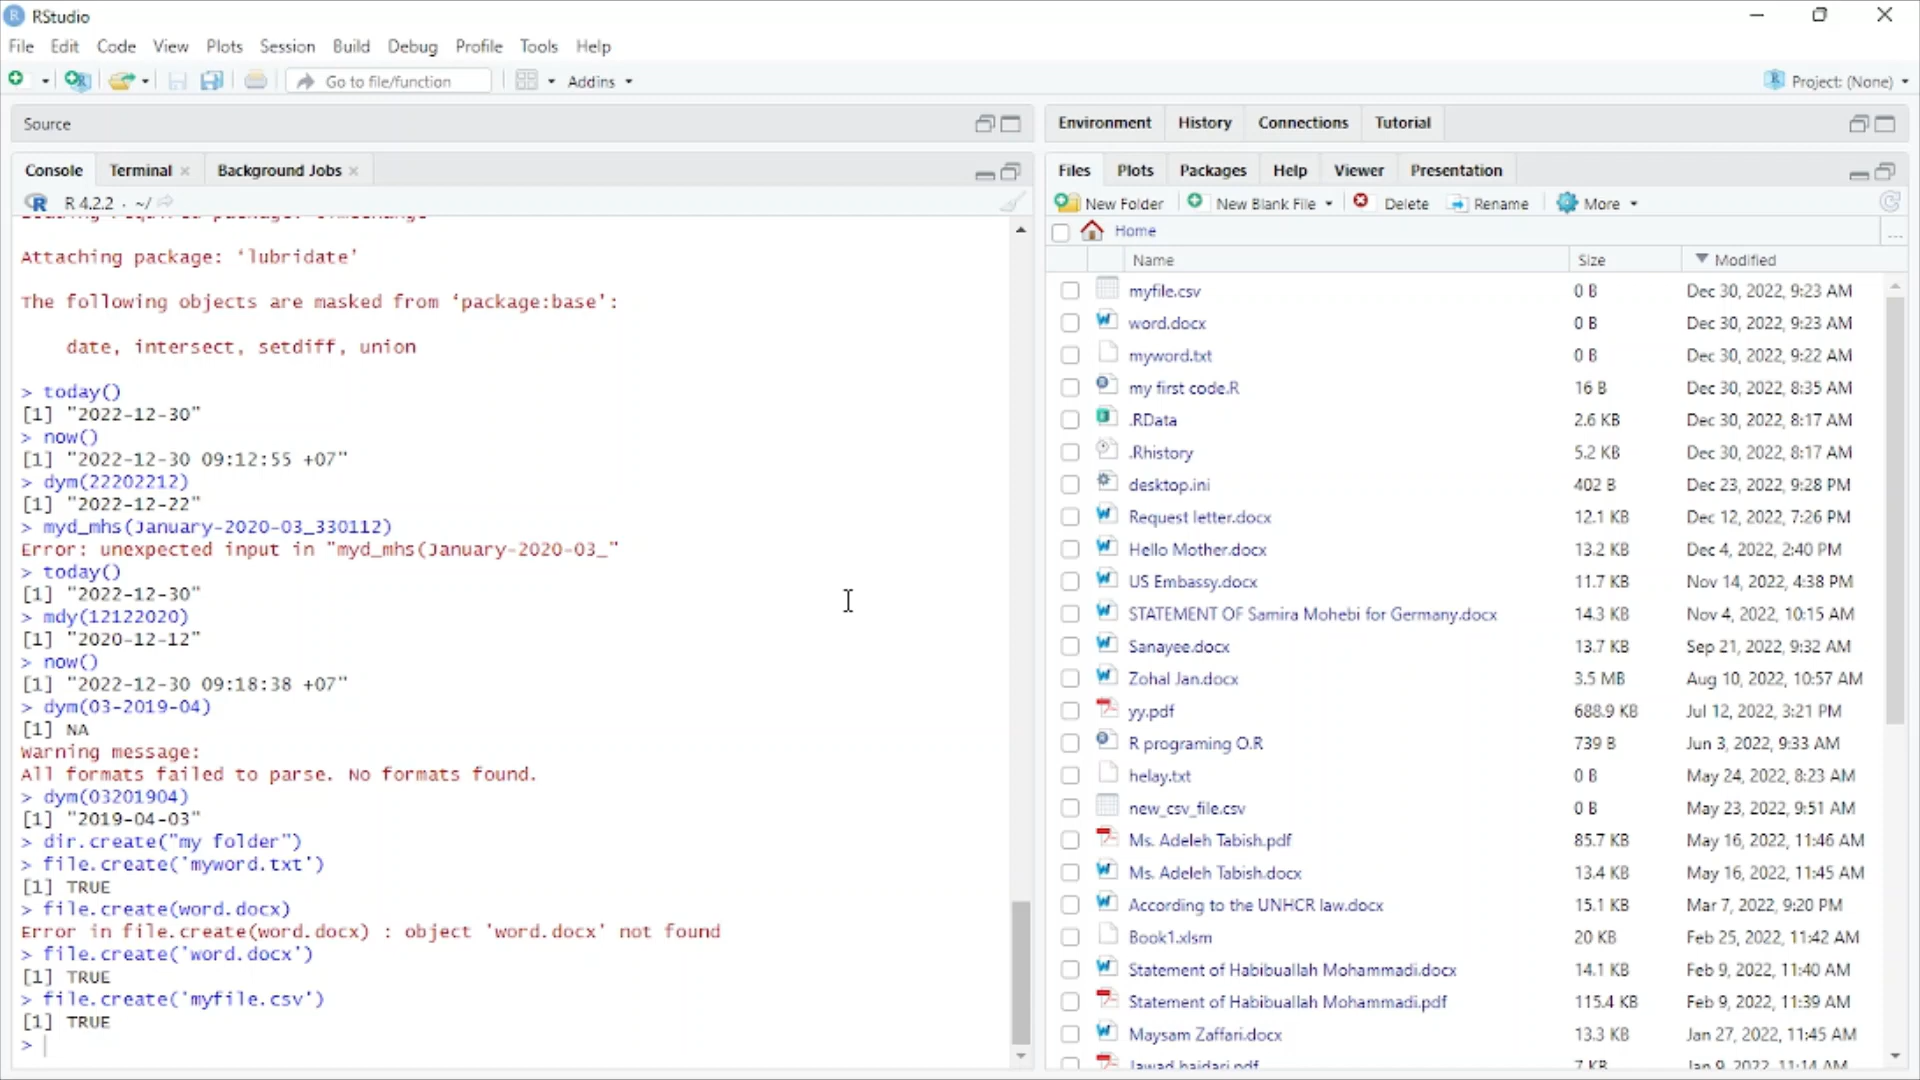 RStudio
File Edit Code View Plots Session Build Debug Profile Tools Help
Go to file/function Addins Project: (None)
Source
Console Terminal Background Jobs
R 4.2.2 · ~/
Attaching package: ‘lubridate’
The following objects are masked from ‘package:base’:
date, intersect, setdiff, union
> today()
[1] "2022-12-30"
> now()
[1] "2022-12-30 09:12:55 +07"
> dym(22202212)
[1] "2022-12-22"
> myd_mhs(January-2020-03_330112)
Error: unexpected input in "myd_mhs(January-2020-03_"
> today()
[1] "2022-12-30"
> mdy(12122020)
[1] "2020-12-12"
> now()
[1] "2022-12-30 09:18:38 +07"
> dym(03-2019-04)
[1] NA
Warning message:
All formats failed to parse. No formats found.
> dym(03201904)
[1] "2019-04-03"
> dir.create("my folder")
> file.create('myword.txt')
[1] TRUE
> file.create(word.docx)
Error in file.create(word.docx) : object 'word.docx' not found
> file.create('word.docx')
[1] TRUE
> file.create('myfile.csv')
[1] TRUE
>
Environment History Connections Tutorial
Files Plots Packages Help Viewer Presentation
New Folder New Blank File Delete Rename More
Home ...
Name Size Modified
myfile.csv 0 B Dec 30, 2022, 9:23 AM
word.docx 0 B Dec 30, 2022, 9:23 AM
myword.txt 0 B Dec 30, 2022, 9:22 AM
my first code.R 16 B Dec 30, 2022, 8:35 AM
.RData 2.6 KB Dec 30, 2022, 8:17 AM
.Rhistory 5.2 KB Dec 30, 2022, 8:17 AM
desktop.ini 402 B Dec 23, 2022, 9:28 PM
Request letter.docx 12.1 KB Dec 12, 2022, 7:26 PM
Hello Mother.docx 13.2 KB Dec 4, 2022, 2:40 PM
US Embassy.docx 11.7 KB Nov 14, 2022, 4:38 PM
STATEMENT OF Samira Mohebi for Germany.docx 14.3 KB Nov 4, 2022, 10:15 AM
Sanayee.docx 13.7 KB Sep 21, 2022, 9:32 AM
Zohal Jan.docx 3.5 MB Aug 10, 2022, 10:57 AM
yy.pdf 688.9 KB Jul 12, 2022, 3:21 PM
R programing O.R 739 B Jun 3, 2022, 9:33 AM
helay.txt 0 B May 24, 2022, 8:23 AM
new_csv_file.csv 0 B May 23, 2022, 9:51 AM
Ms. Adeleh Tabish.pdf 85.7 KB May 16, 2022, 11:46 AM
Ms. Adeleh Tabish.docx 13.4 KB May 16, 2022, 11:45 AM
According to the UNHCR law.docx 15.1 KB Mar 7, 2022, 9:20 PM
Book1.xlsm 20 KB Feb 25, 2022, 11:42 AM
Statement of Habibuallah Mohammadi.docx 14.1 KB Feb 9, 2022, 11:40 AM
Statement of Habibuallah Mohammadi.pdf 115.4 KB Feb 9, 2022, 11:39 AM
Maysam Zaffari.docx 13.3 KB Jan 27, 2022, 11:45 AM